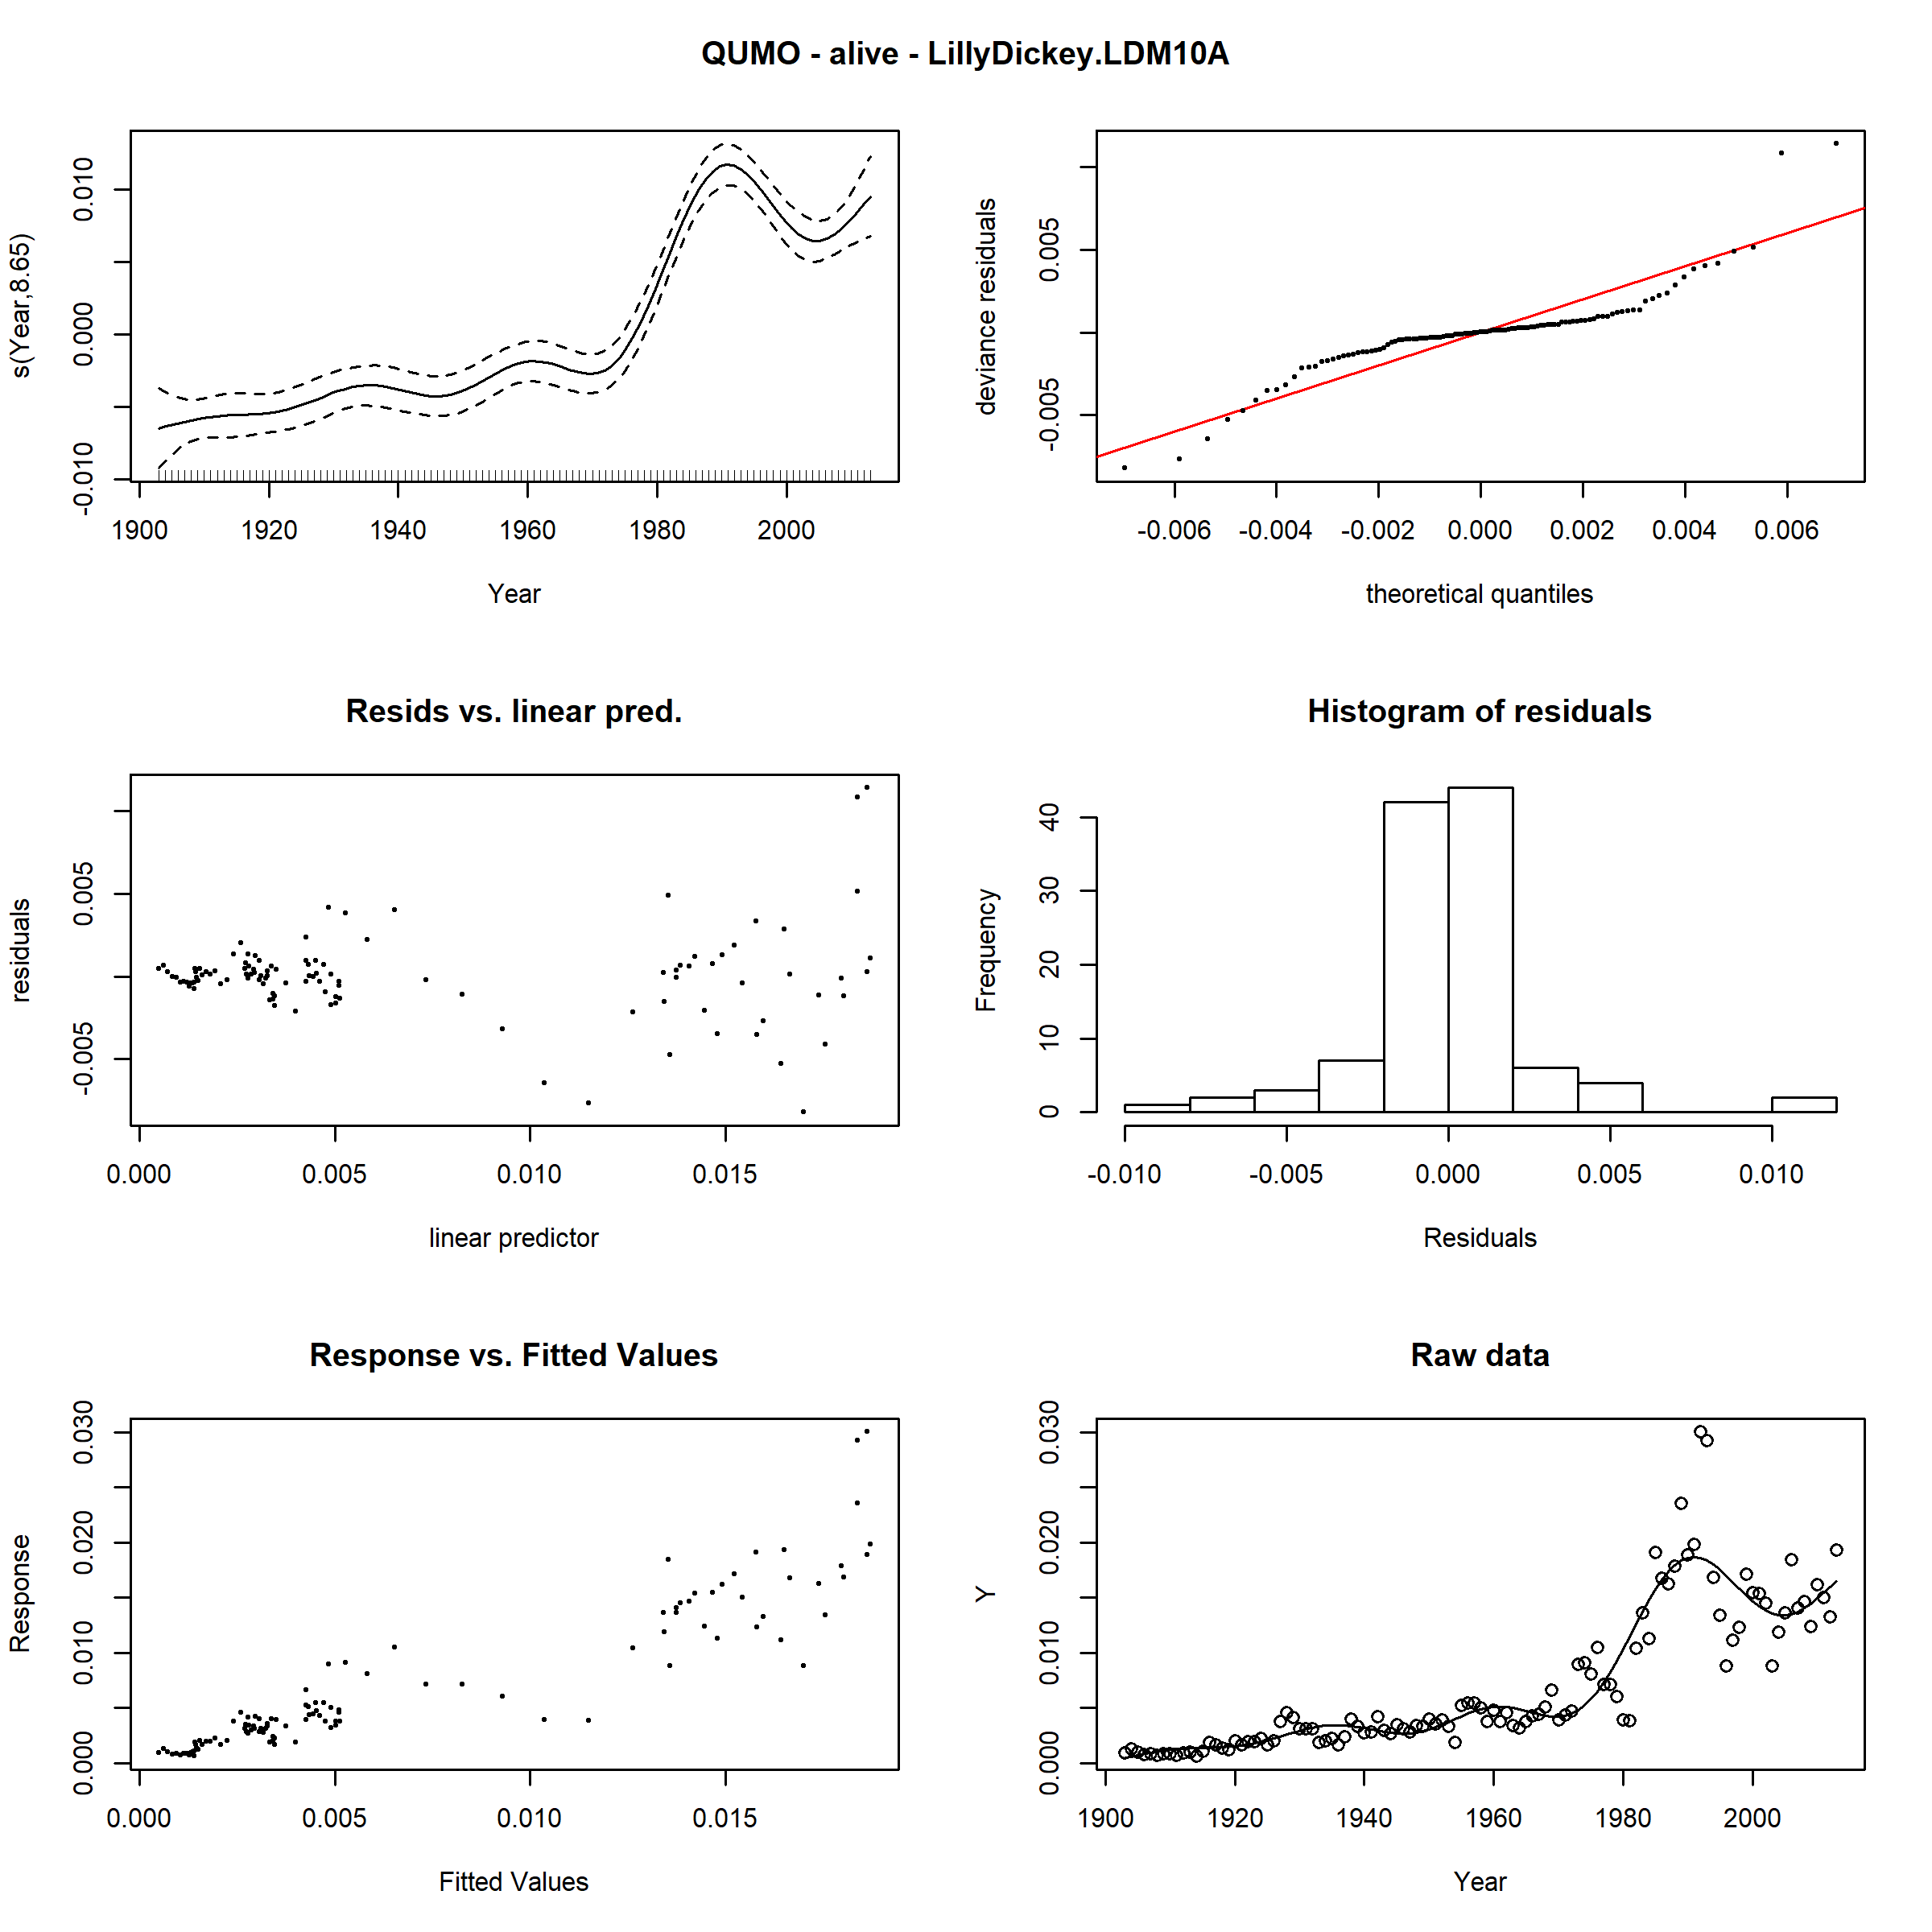 QUMO - alive - LillyDickey.LDM10A
s(Year,8.65)
-0.010 0.000 0.010
1900 1920 1940 1960 1980 2000
Year
deviance residuals
-0.005 0.005
-0.006 -0.004 -0.002 0.000 0.002 0.004 0.006
theoretical quantiles
Resids vs. linear pred.
residuals
-0.005 0.005
0.000 0.005 0.010 0.015
linear predictor
Histogram of residuals
Frequency
0 10 20 30 40
-0.010 -0.005 0.000 0.005 0.010
Residuals
Response vs. Fitted Values
Response
0.000 0.010 0.020 0.030
0.000 0.005 0.010 0.015
Fitted Values
Raw data
Y
0.000 0.010 0.020 0.030
1900 1920 1940 1960 1980 2000
Year